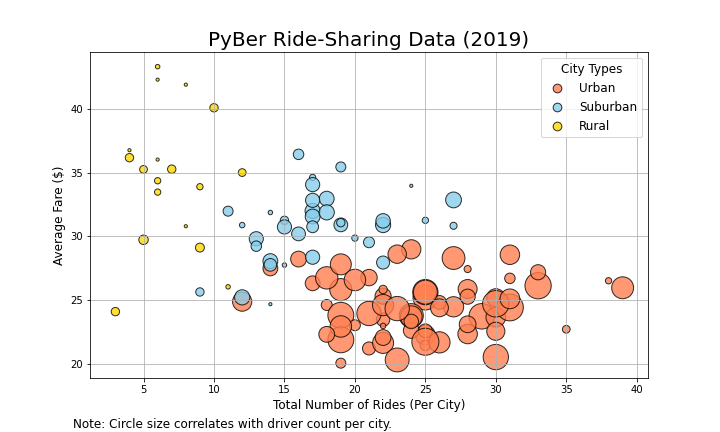 PyBer Ride-Sharing Data (2019)
City Types
Urban
Suburban
Rural
Average Fare ($)
40
35
30
25
20
5 10 15 20 25 30 35 40
Total Number of Rides (Per City)
Note: Circle size correlates with driver count per city.